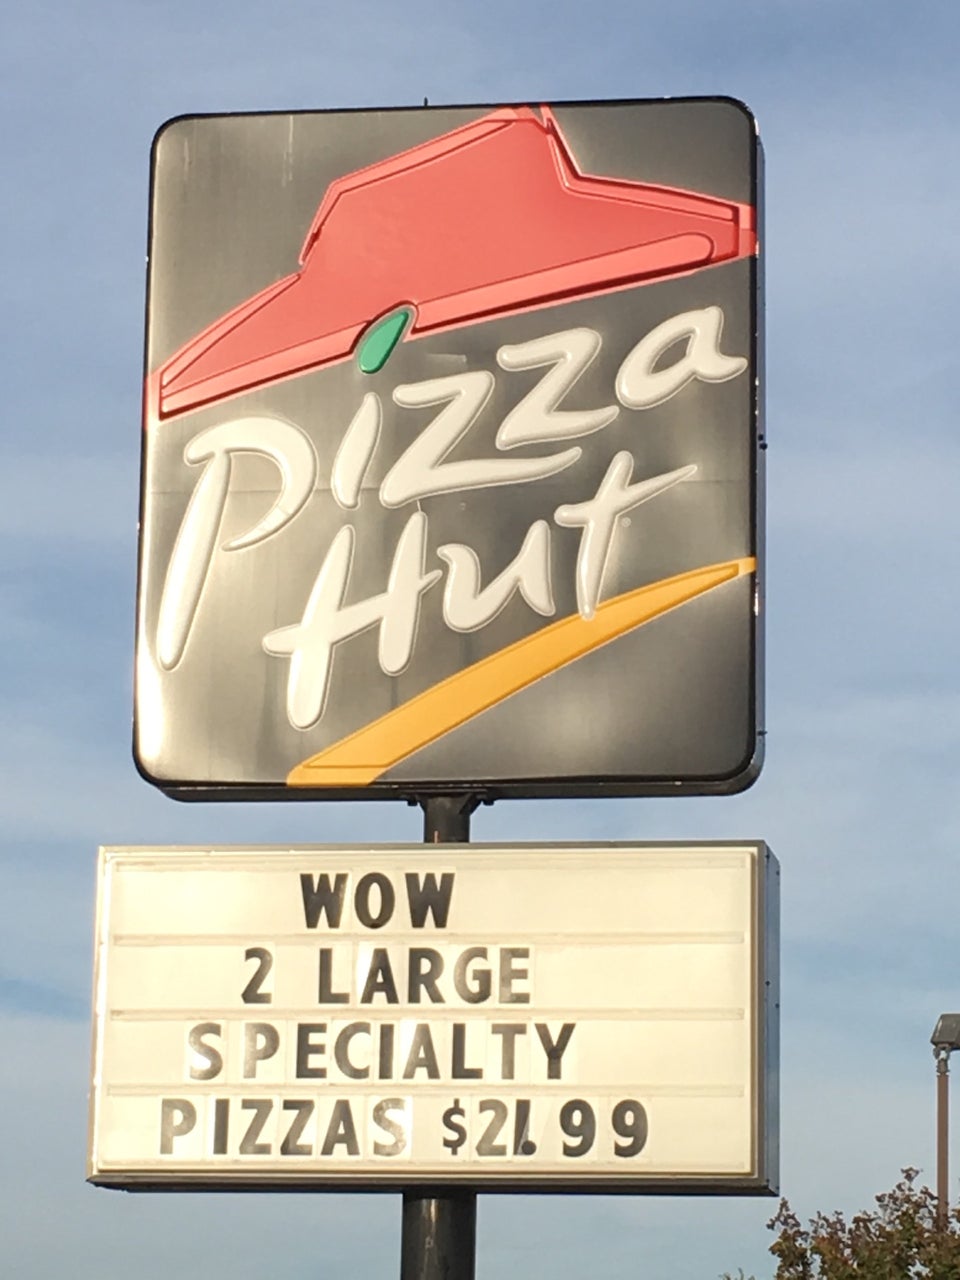 Pizza
Hut
WOW
2 LARGE
SPECIALTY
PIZZAS $21.99